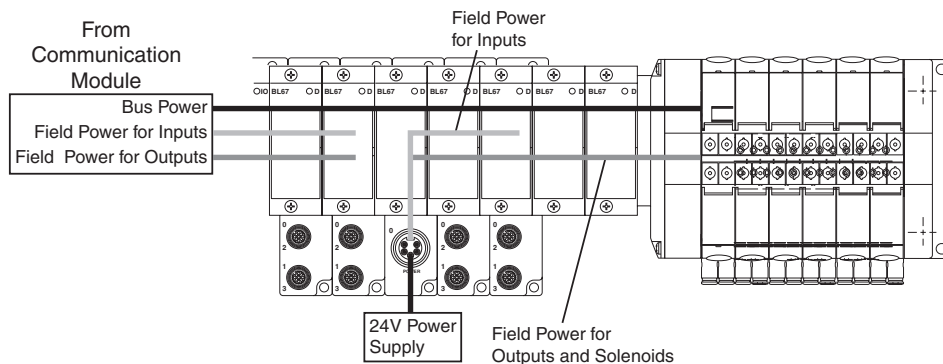 From
Communication
Module
Bus Power
Field Power for Inputs
Field  Power for Outputs
Field Power
for Inputs
IO BL67 D BL67 D BL67 D BL67 D BL67 D BL67 D BL67 D
0 0 0 0 0
2 2 2 2
1 1 1 1
3 3 3 3
POWER
24V Power
Supply
Field Power for
Outputs and Solenoids